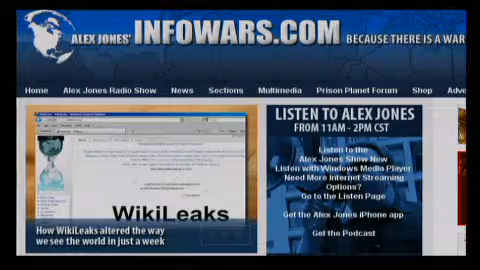 ALEX JONES' INFOWARS.COM BECAUSE THERE IS A WAR
Home Alex Jones Radio Show News Sections Multimedia Prison Planet Forum Shop Adve
LISTEN TO ALEX JONES
FROM 11AM - 2PM CST
Listen to the
Alex Jones Show Now
Listen with Windows Media Player
Need More Internet Streaming
Options?
Go to the Listen Page
Get the Alex Jones iPhone app
Get the Podcast
WikiLeaks
How WikiLeaks altered the way
we see the world in just a week